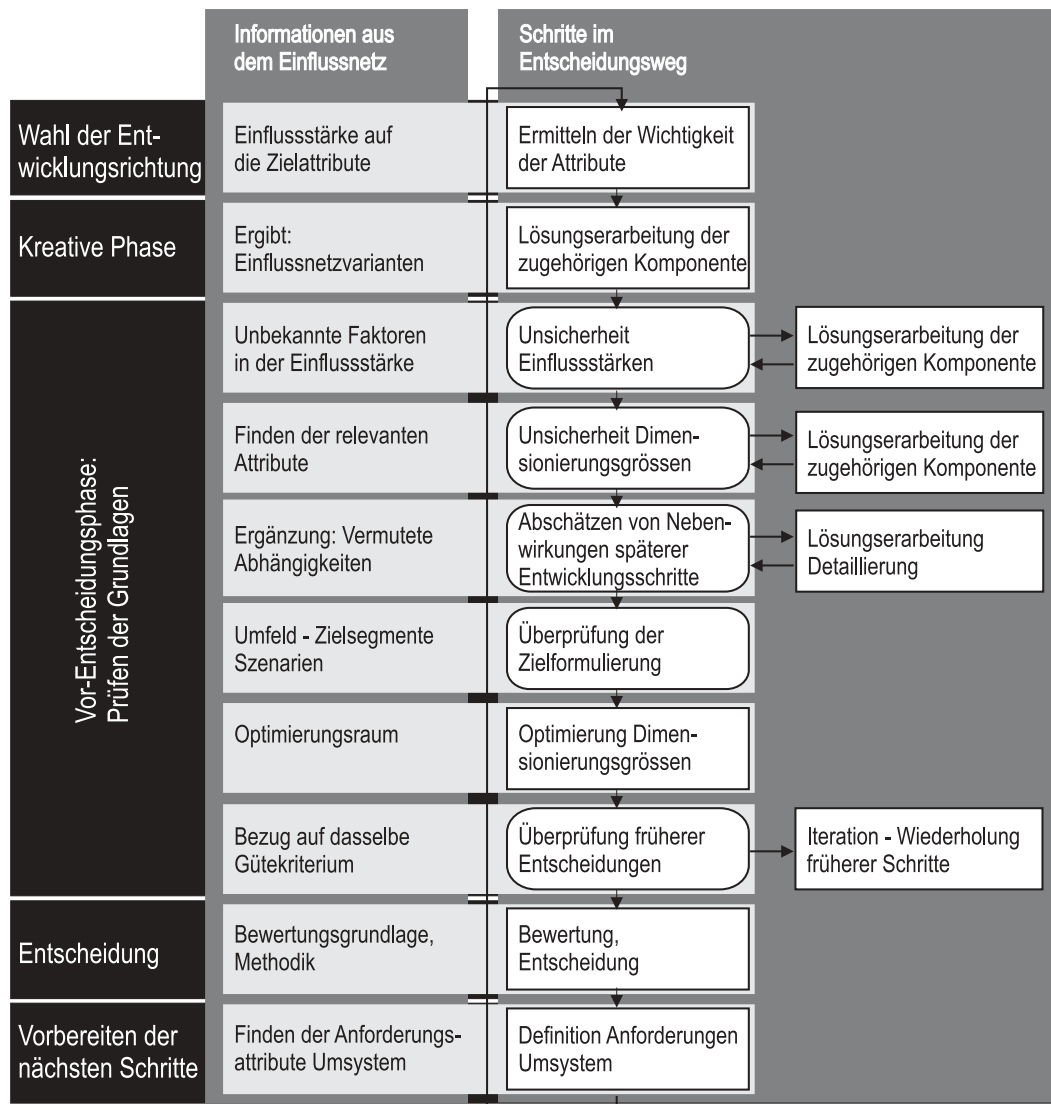 Informationen aus
dem Einflussnetz
Schritte im
Entscheidungsweg
Wahl der Ent-
wicklungsrichtung
Einflussstärke auf
die Zielattribute
Ermitteln der Wichtigkeit
der Attribute
Kreative Phase
Ergibt:
Einflussnetzvarianten
Lösungserarbeitung der
zugehörigen Komponente
Vor-Entscheidungsphase:
Prüfen der Grundlagen
Unbekannte Faktoren
in der Einflussstärke
Unsicherheit
Einflussstärken
Lösungserarbeitung der
zugehörigen Komponente
Finden der relevanten
Attribute
Unsicherheit Dimen-
sionierungsgrössen
Lösungserarbeitung der
zugehörigen Komponente
Ergänzung: Vermutete
Abhängigkeiten
Abschätzen von Neben-
wirkungen späterer
Entwicklungsschritte
Lösungserarbeitung
Detaillierung
Umfeld - Zielsegmente
Szenarien
Überprüfung der
Zielformulierung
Optimierungsraum
Optimierung Dimen-
sionierungsgrössen
Bezug auf dasselbe
Gütekriterium
Überprüfung früherer
Entscheidungen
Iteration - Wiederholung
früherer Schritte
Entscheidung
Bewertungsgrundlage,
Methodik
Bewertung,
Entscheidung
Vorbereiten der
nächsten Schritte
Finden der Anforderungs-
attribute Umsystem
Definition Anforderungen
Umsystem